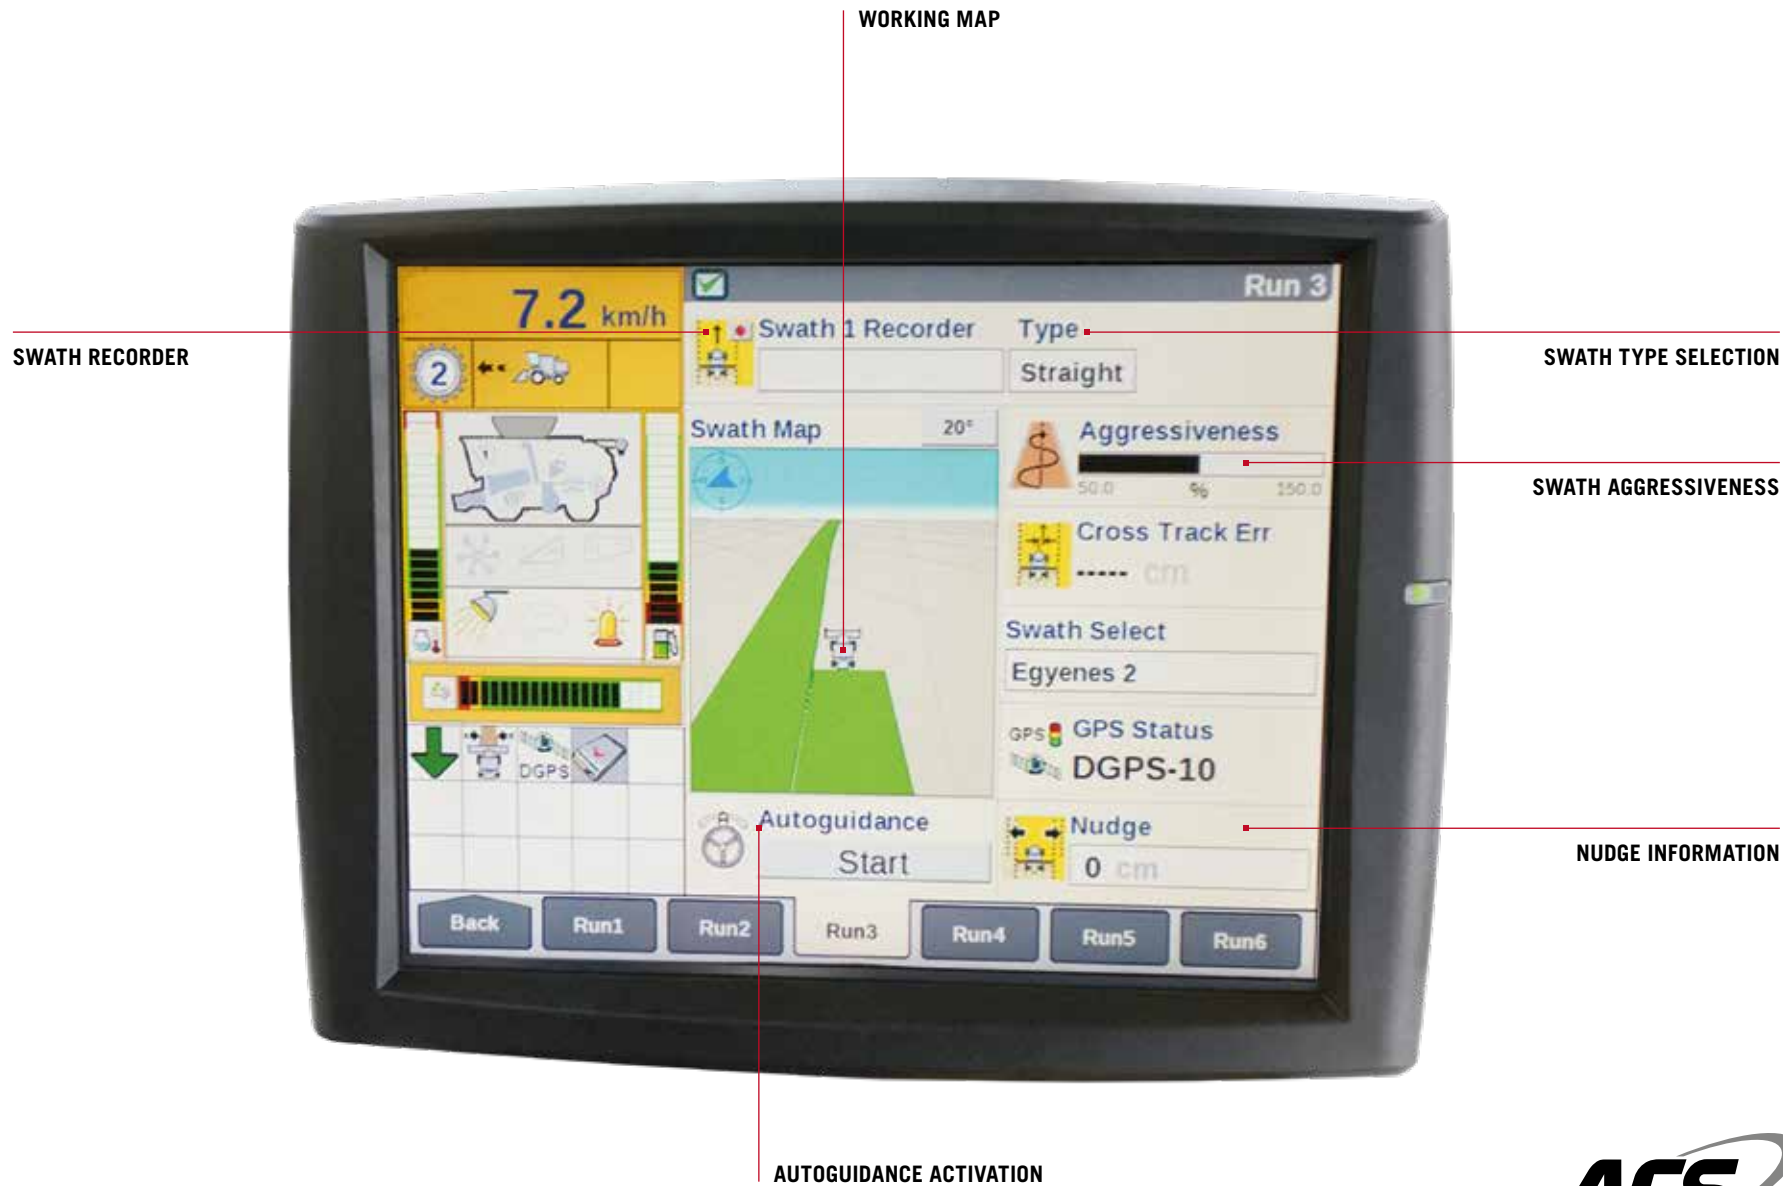 WORKING MAP
SWATH RECORDER
SWATH TYPE SELECTION
SWATH AGGRESSIVENESS
NUDGE INFORMATION
AUTOGUIDANCE ACTIVATION
7.2 km/h
2
DGPS
Run 3
Swath 1 Recorder
Type
Straight
Swath Map
20°
Aggressiveness
50.0 % 150.0
Cross Track Err
----- cm
Swath Select
Egyenes 2
GPS
GPS Status
DGPS-10
A
Autoguidance
Start
Nudge
0 cm
Back
Run1
Run2
Run3
Run4
Run5
Run6
AFS